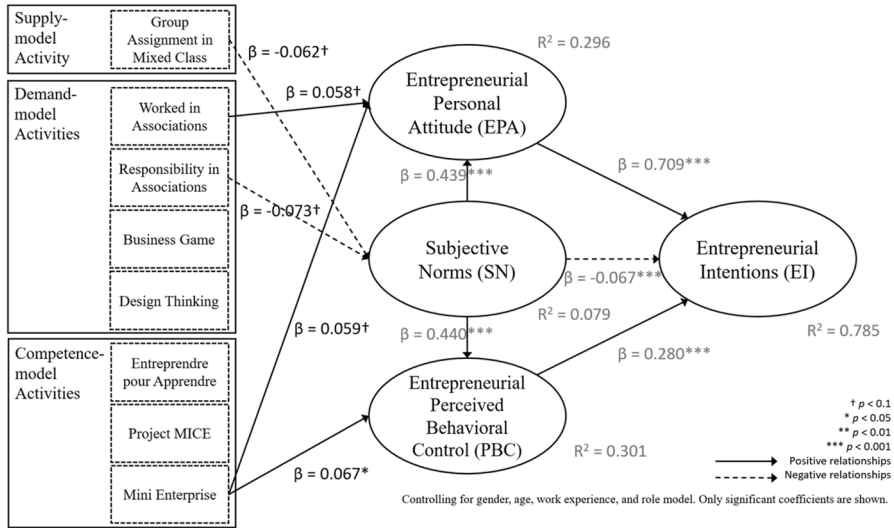 Supply-
model
Activity
Group
Assignment in
Mixed Class
Demand-
model
Activities
Worked in
Associations
Responsibility in
Associations
Business Game
Design Thinking
Competence-
model
Activities
Entreprendre
pour Apprendre
Project MICE
Mini Enterprise
β = -0.062†
β = 0.058†
β = -0.073†
β = 0.059†
β = 0.067*
R² = 0.296
Entrepreneurial
Personal
Attitude (EPA)
β = 0.439***
Subjective
Norms (SN)
R² = 0.079
β = 0.440***
Entrepreneurial
Perceived
Behavioral
Control (PBC)
R² = 0.301
β = 0.709***
β = -0.067***
β = 0.280***
Entrepreneurial
Intentions (EI)
R² = 0.785
† p < 0.1
* p < 0.05
** p < 0.01
*** p < 0.001
Positive relationships
Negative relationships
Controlling for gender, age, work experience, and role model. Only significant coefficients are shown.